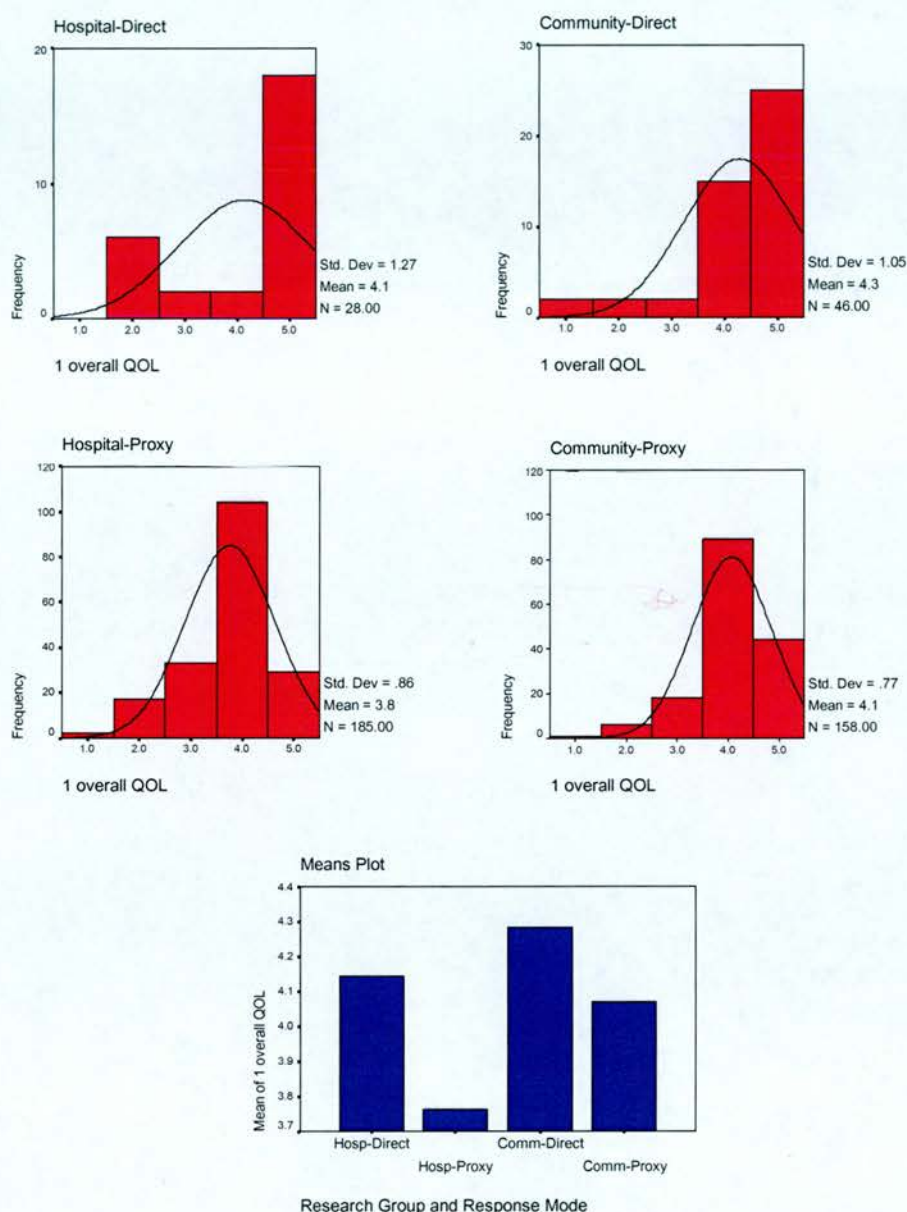 Hospital-Direct
20
10
0
Frequency
1.0 2.0 3.0 4.0 5.0
Std. Dev = 1.27
Mean = 4.1
N = 28.00
1 overall QOL
Community-Direct
30
20
10
0
Frequency
1.0 2.0 3.0 4.0 5.0
Std. Dev = 1.05
Mean = 4.3
N = 46.00
1 overall QOL
Hospital-Proxy
120
100
80
60
40
20
0
Frequency
1.0 2.0 3.0 4.0 5.0
Std. Dev = .86
Mean = 3.8
N = 185.00
1 overall QOL
Community-Proxy
120
100
80
60
40
20
0
Frequency
1.0 2.0 3.0 4.0 5.0
Std. Dev = .77
Mean = 4.1
N = 158.00
1 overall QOL
Means Plot
4.4
4.3
4.2
4.1
4.0
3.9
3.8
3.7
Mean of 1 overall QOL
Hosp-Direct Comm-Direct
Hosp-Proxy Comm-Proxy
Research Group and Response Mode